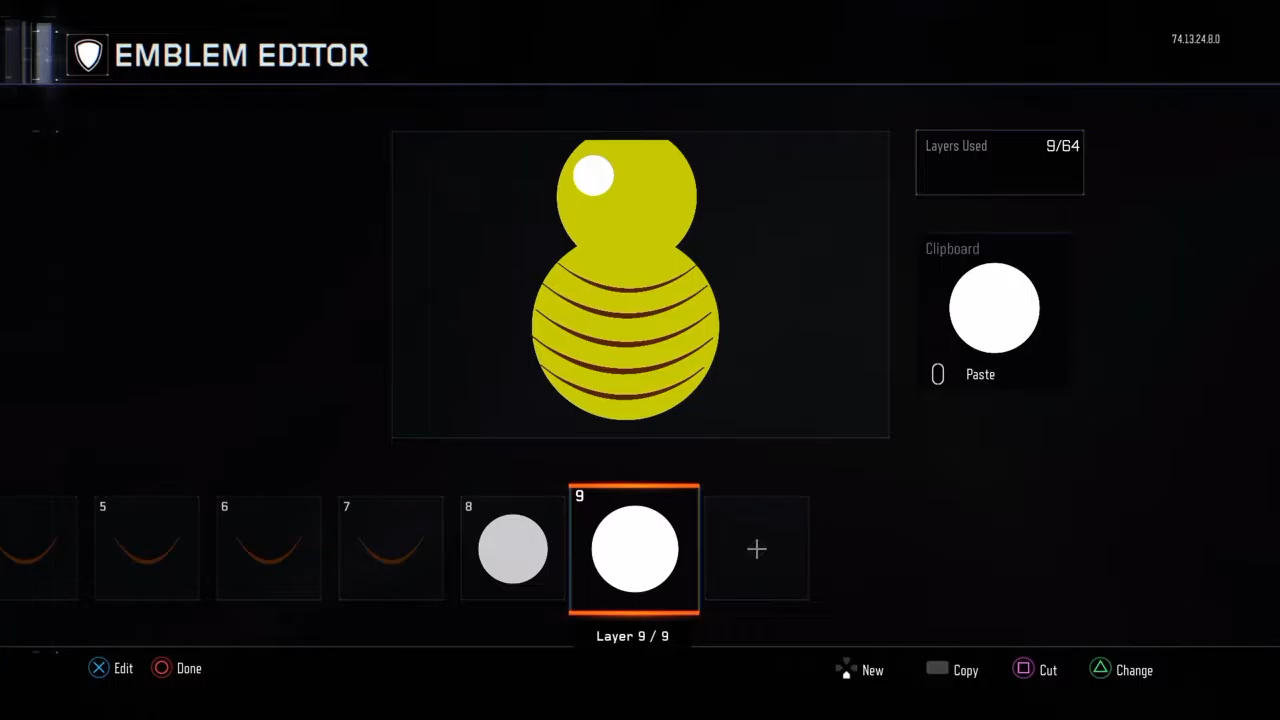 EMBLEM EDITOR
74.13.24.8.0
Layers Used 9/64
Clipboard
Paste
5 6 7 8 9
Layer 9 / 9
Edit Done New Copy Cut Change